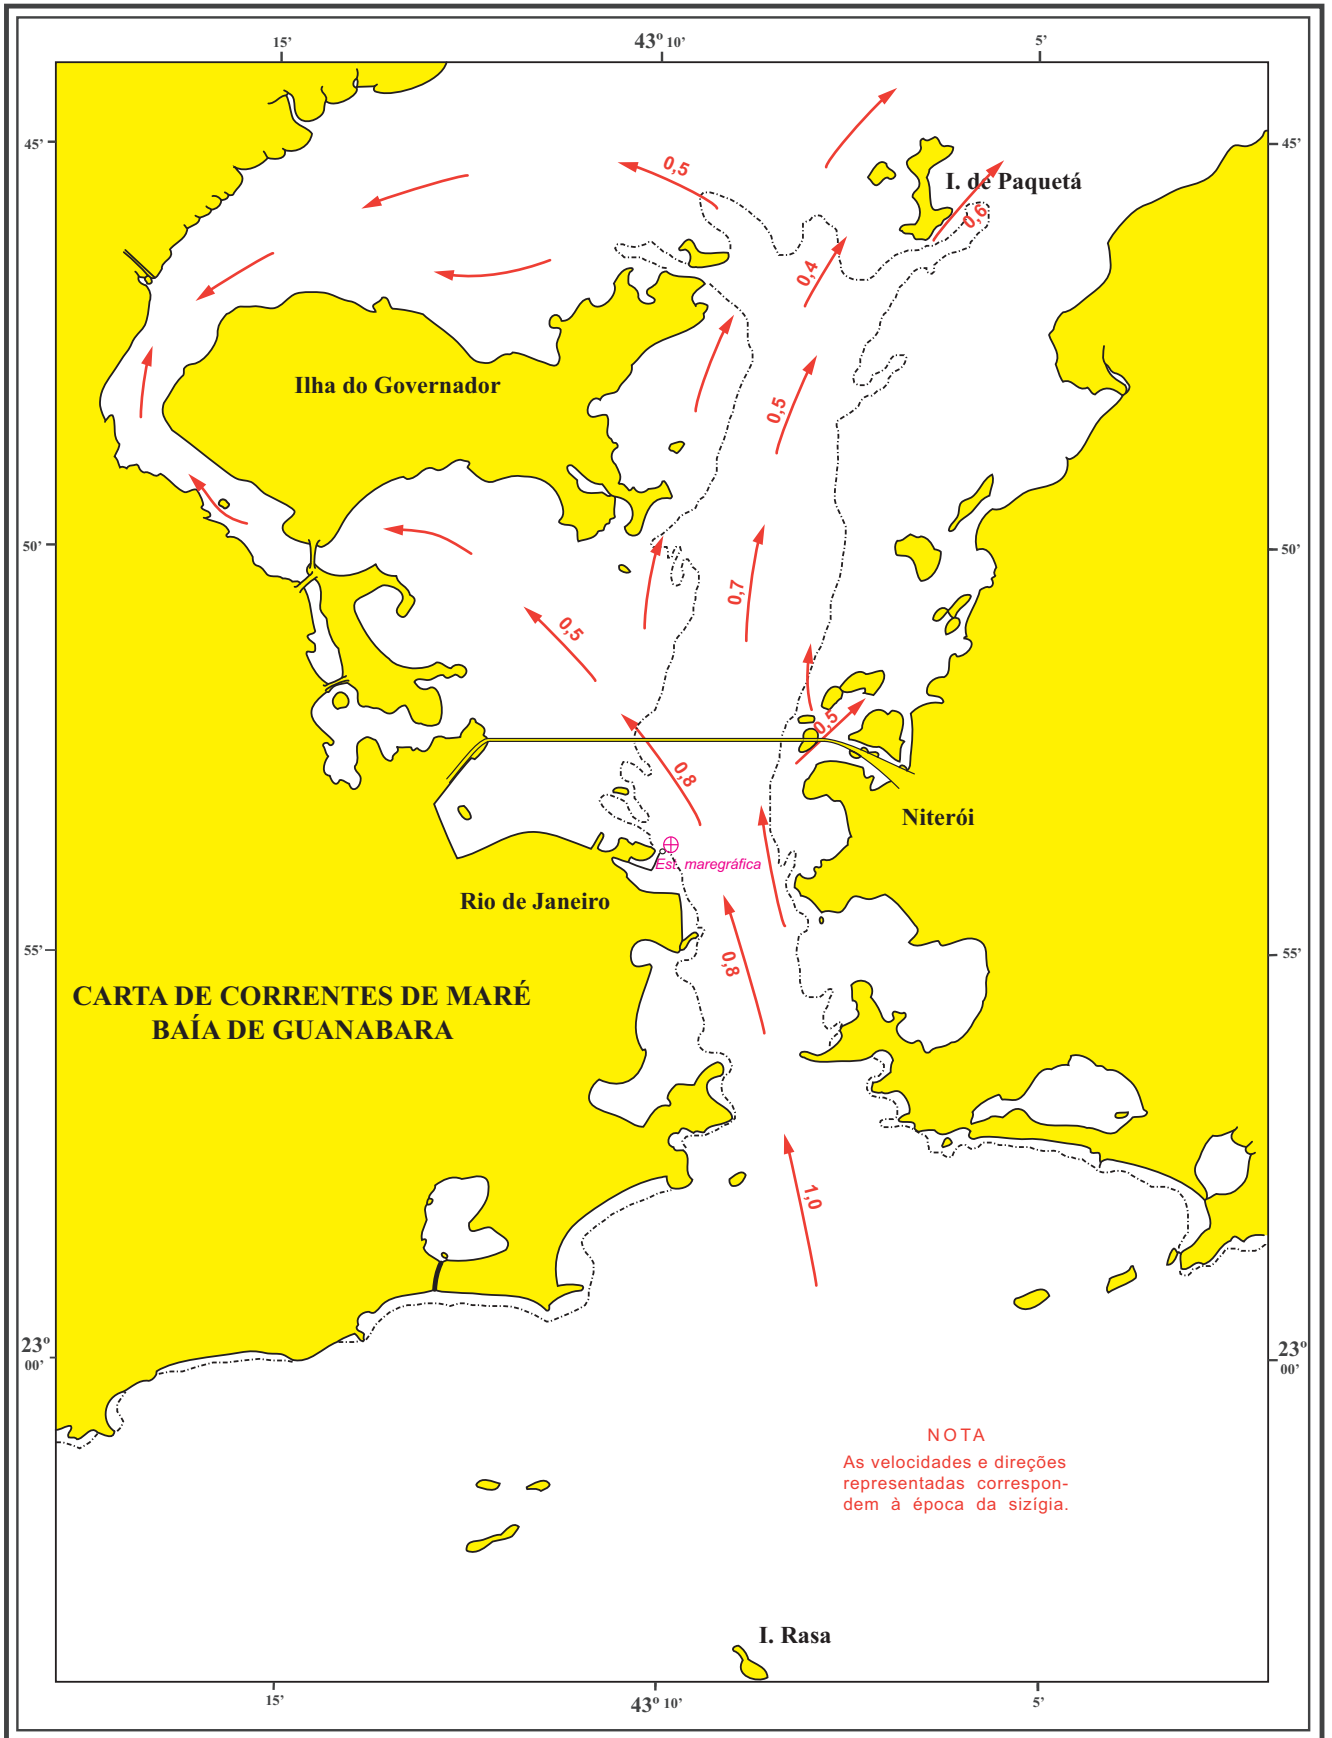 15'
43º 10'
5'
45'
45'
0,5
I. de Paquetá
0,6
0,4
Ilha do Governador
0,5
50'
50'
0,7
0,5
0,5
0,8
Niterói
Est. maregráfica
Rio de Janeiro
55'
55'
0,8
CARTA DE CORRENTES DE MARÉ
BAÍA DE GUANABARA
1,0
23º
00'
23º
00'
NOTA
As velocidades e direções
representadas correspon-
dem à época da sizígia.
I. Rasa
15'
43º 10'
5'